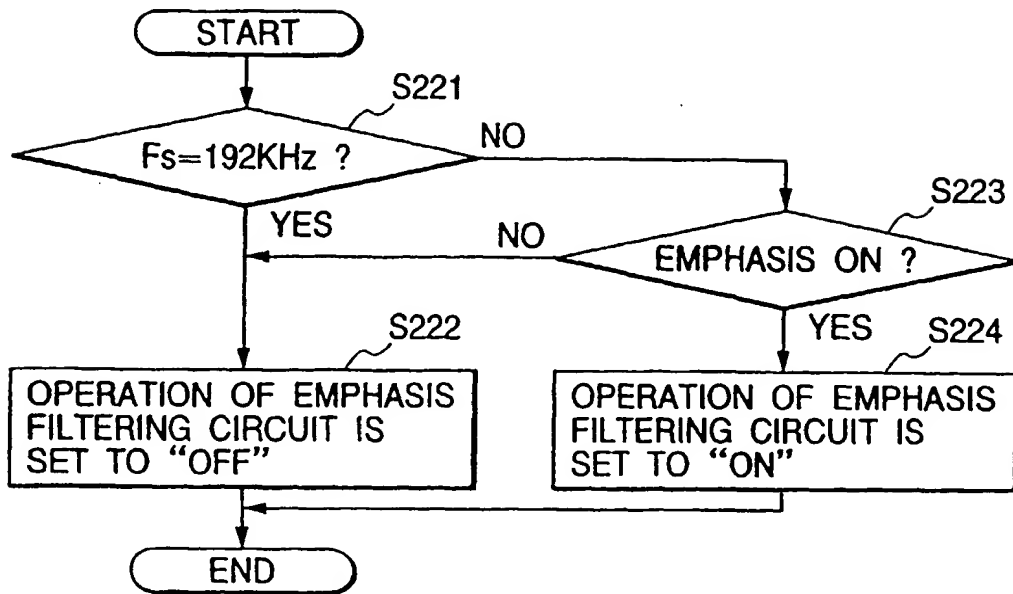 START
S221
Fs=192KHz ?
NO
YES
S223
EMPHASIS ON ?
NO
YES
S222
OPERATION OF EMPHASIS
FILTERING CIRCUIT IS
SET TO “OFF”
S224
OPERATION OF EMPHASIS
FILTERING CIRCUIT IS
SET TO “ON”
END